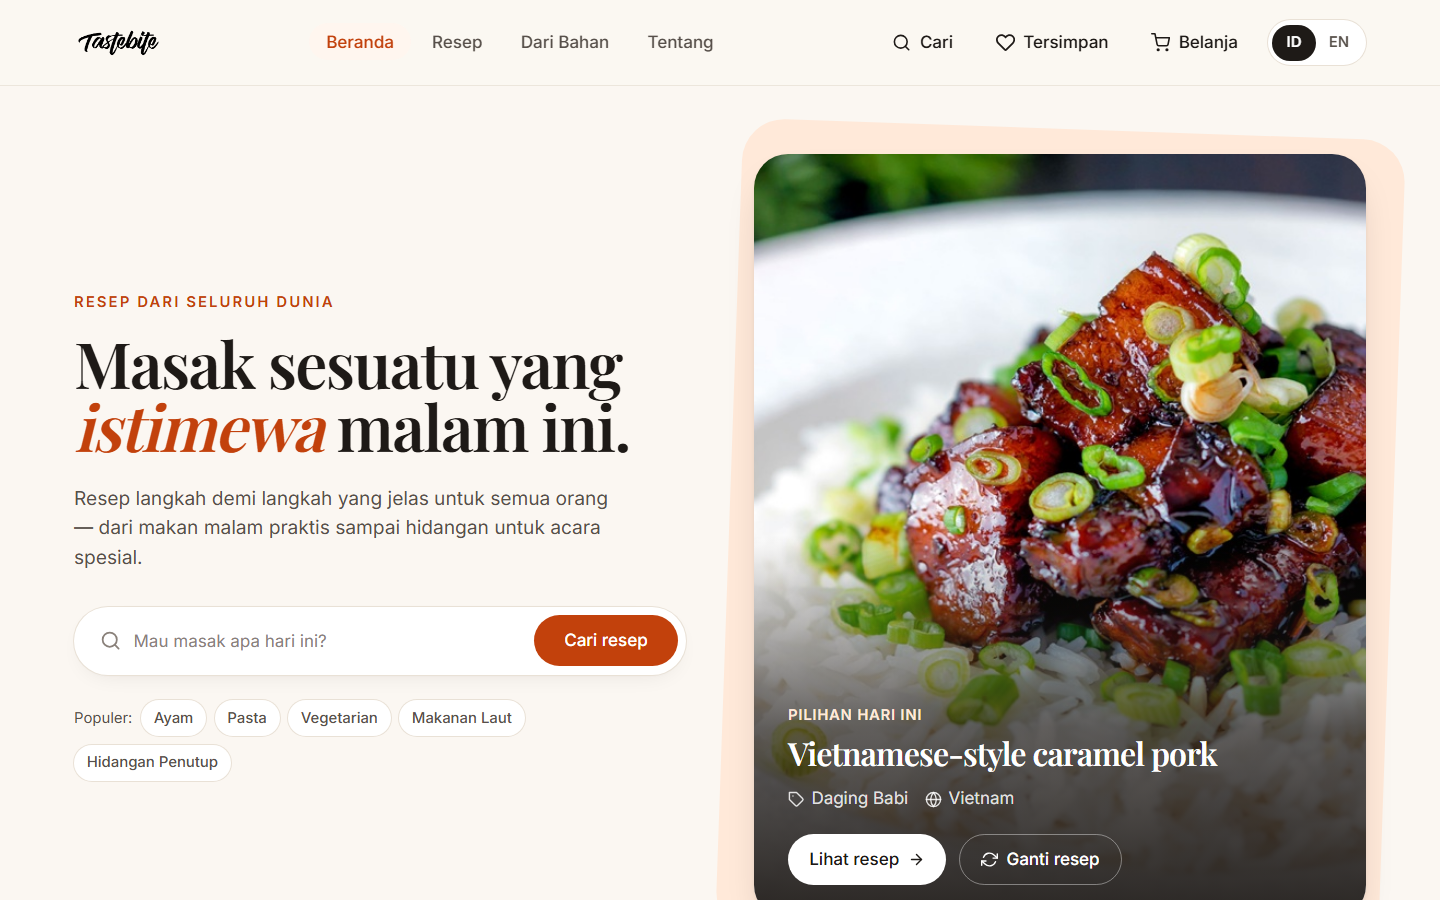 Tastebite
Beranda
Resep
Dari Bahan
Tentang
Cari
Tersimpan
Belanja
ID
EN
RESEP DARI SELURUH DUNIA
Masak sesuatu yang
istimewa malam ini.
Resep langkah demi langkah yang jelas untuk semua orang
— dari makan malam praktis sampai hidangan untuk acara
spesial.
Mau masak apa hari ini?
Cari resep
Populer:
Ayam
Pasta
Vegetarian
Makanan Laut
Hidangan Penutup
PILIHAN HARI INI
Vietnamese-style caramel pork
Daging Babi
Vietnam
Lihat resep
Ganti resep